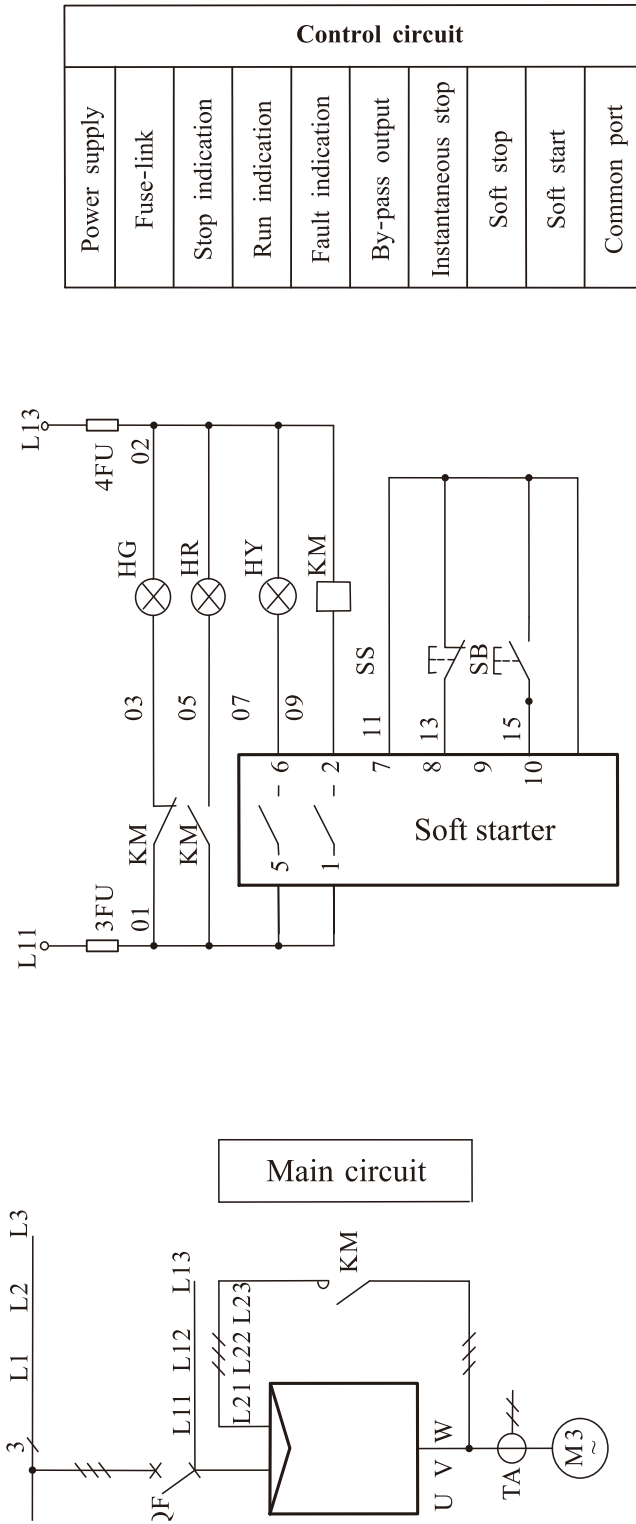 Control circuit
Power supply
Fuse-link
Stop indication
Run indication
Fault indication
By-pass output
Instantaneous stop
Soft stop
Soft start
Common port
L13
4FU
02
HG
HR
HY
KM
03
05
07
09
SS
11
13
SB
15
KM
KM
6
2
7
8
9
10
5
1
Soft starter
01
3FU
L11
Main circuit
3 L1 L2 L3
QF
L11 L12 L13
L21 L22 L23
KM
U V W
TA
M3
~